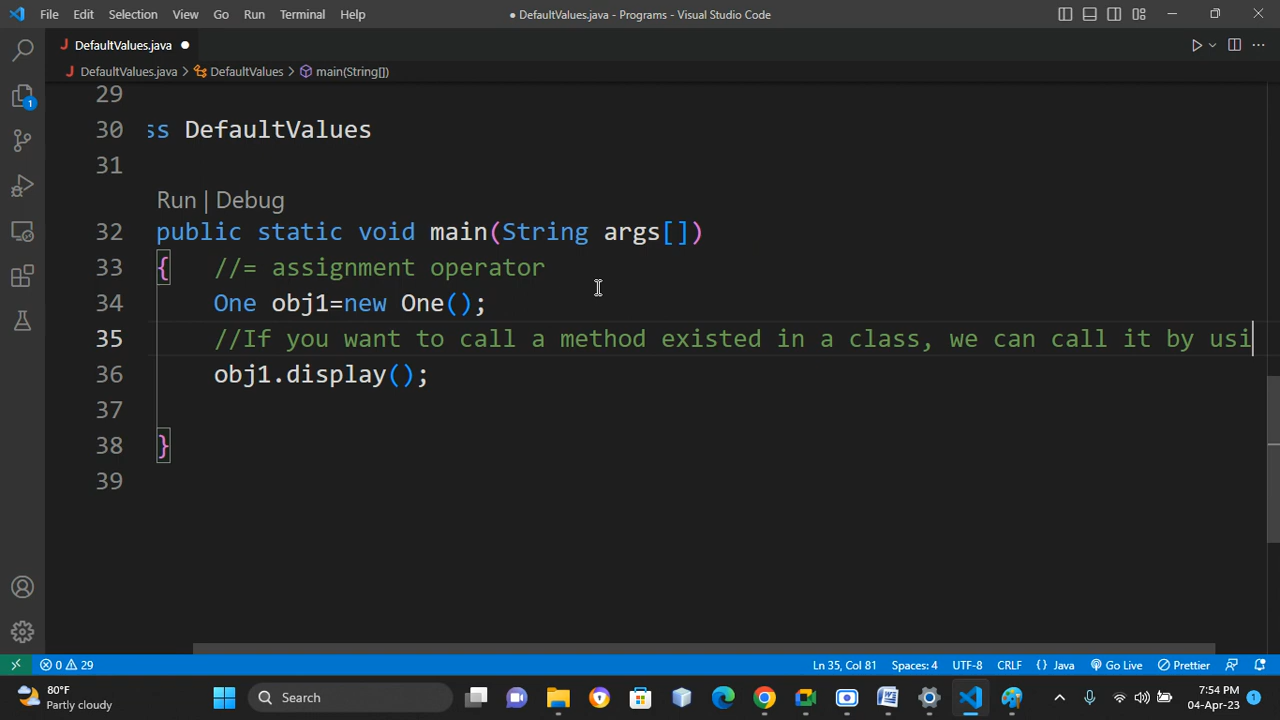 File Edit Selection View Go Run Terminal Help ● DefaultValues.java - Programs - Visual Studio Code
J DefaultValues.java ●
J DefaultValues.java > DefaultValues > main(String[])
29
30 ss DefaultValues
31
Run | Debug
32 public static void main(String args[])
33 { //= assignment operator
34 One obj1=new One();
35 //If you want to call a method existed in a class, we can call it by usi
36 obj1.display();
37
38 }
39
1
0 29 Ln 35, Col 81 Spaces: 4 UTF-8 CRLF {} Java Go Live Prettier
80°F
Partly cloudy
Search
7:54 PM
04-Apr-23
1